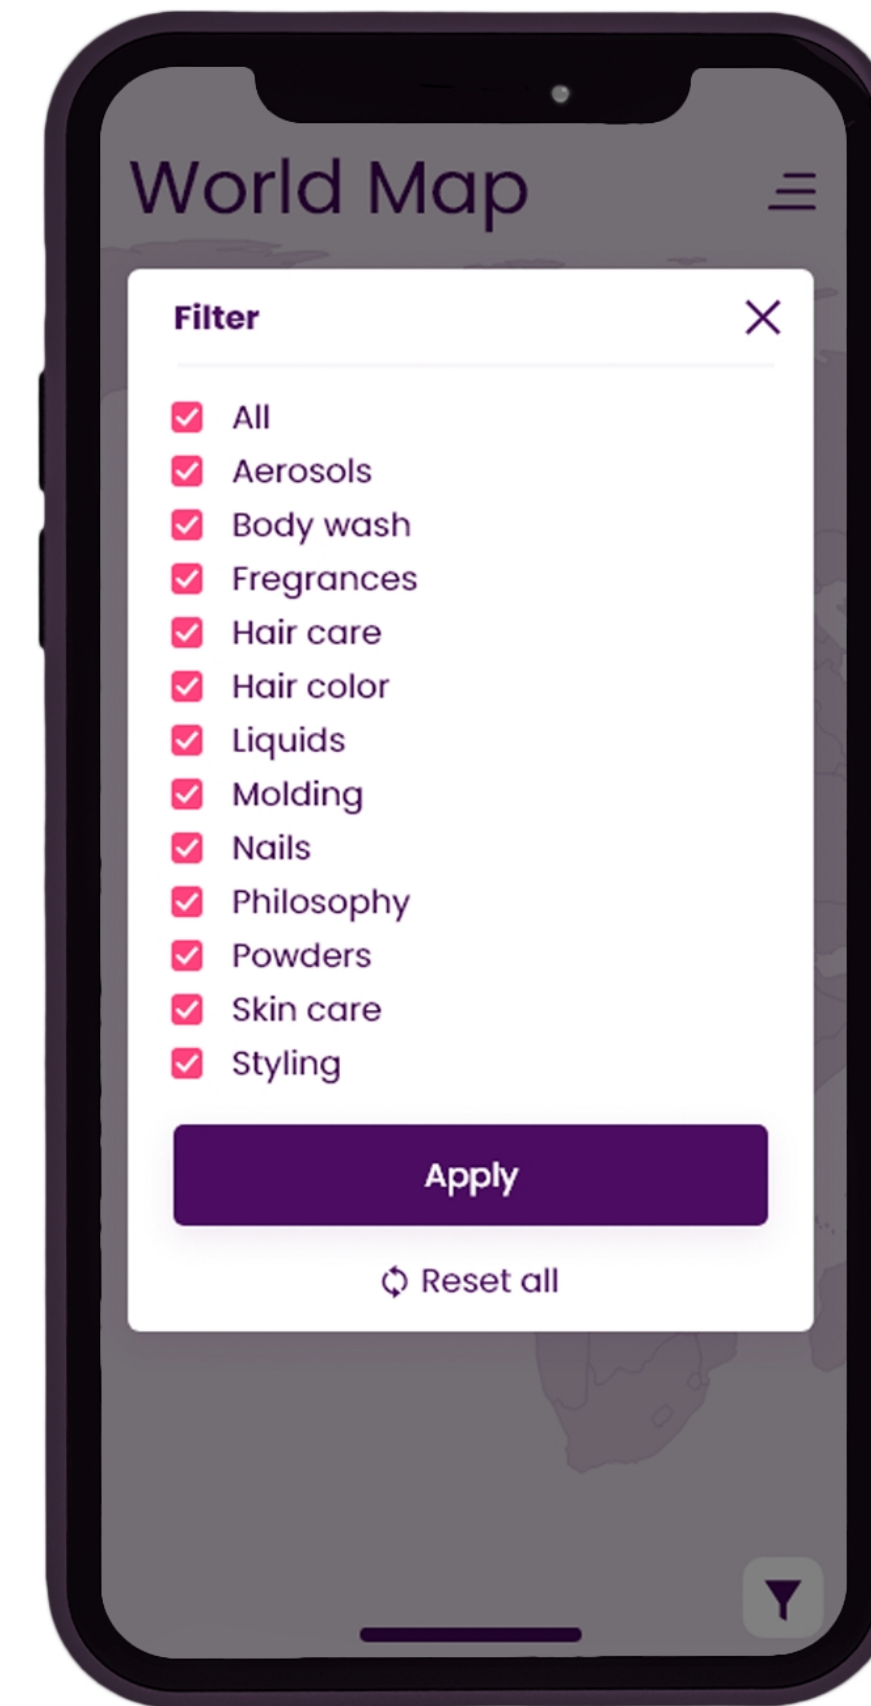 World Map
Filter
All
Aerosols
Body wash
Fregrances
Hair care
Hair color
Liquids
Molding
Nails
Philosophy
Powders
Skin care
Styling
Apply
Reset all